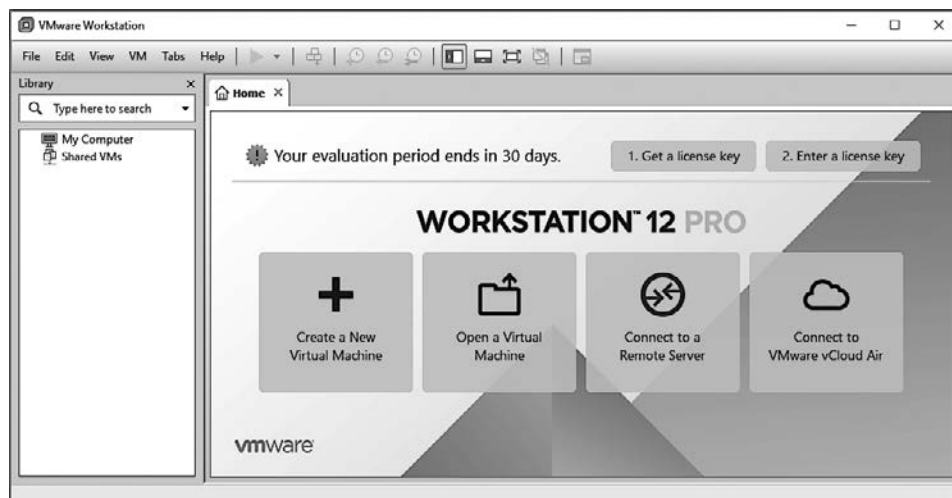 VMware Workstation
File Edit View VM Tabs Help
Library
Type here to search
My Computer
Shared VMs
Home
Your evaluation period ends in 30 days.
1. Get a license key
2. Enter a license key
WORKSTATION™ 12 PRO
Create a New
Virtual Machine
Open a Virtual
Machine
Connect to a
Remote Server
Connect to
VMware vCloud Air
vmware